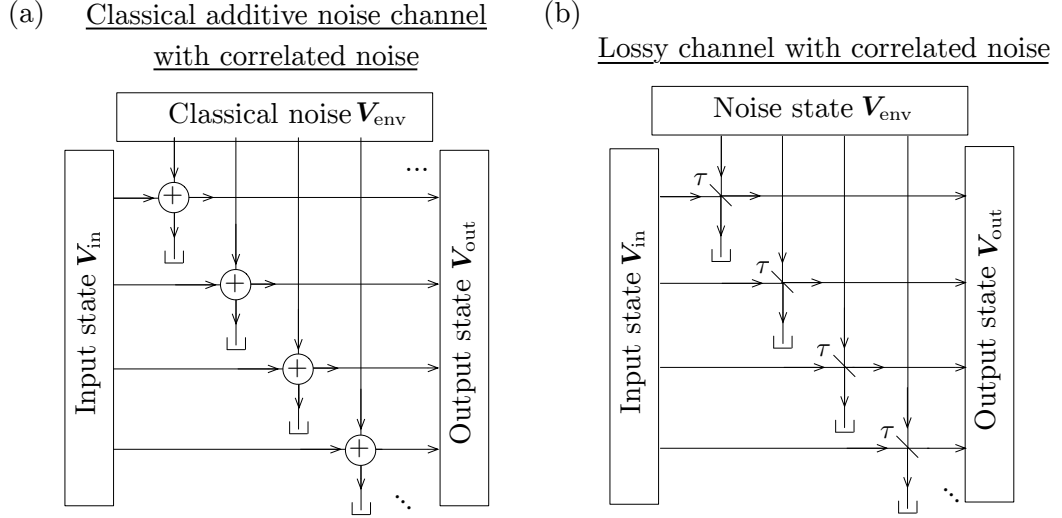 (a)
Classical additive noise channel
with correlated noise
Classical noise V_env
Input state V_in
+
+
+
+
...
⋱
Output state V_out
(b)
Lossy channel with correlated noise
Noise state V_env
Input state V_in
τ
τ
τ
τ
⋱
Output state V_out